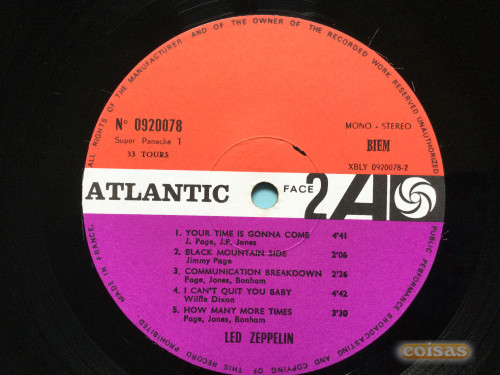 ALL RIGHTS OF THE MANUFACTURER AND OF THE OWNER OF THE RECORDED WORK RESERVED UNAUTHORIZED
PUBLIC PERFORMANCE BROADCASTING AND COPYING OF THIS RECORD PROHIBITED. MADE IN FRANCE.
N° 0920078
Super Panache 1
33 TOURS
MONO - STEREO
BIEM
XBLY 0920078-2
ATLANTIC
FACE 2
1. YOUR TIME IS GONNA COME 4'41
J. Page, J.P. Jones
2. BLACK MOUNTAIN SIDE 2'06
Jimmy Page
3. COMMUNICATION BREAKDOWN 2'26
Page, Jones, Bonham
4. I CAN'T QUIT YOU BABY 4'42
Willie Dixon
5. HOW MANY MORE TIMES 3'30
Page, Jones, Bonham
LED ZEPPELIN
coisas